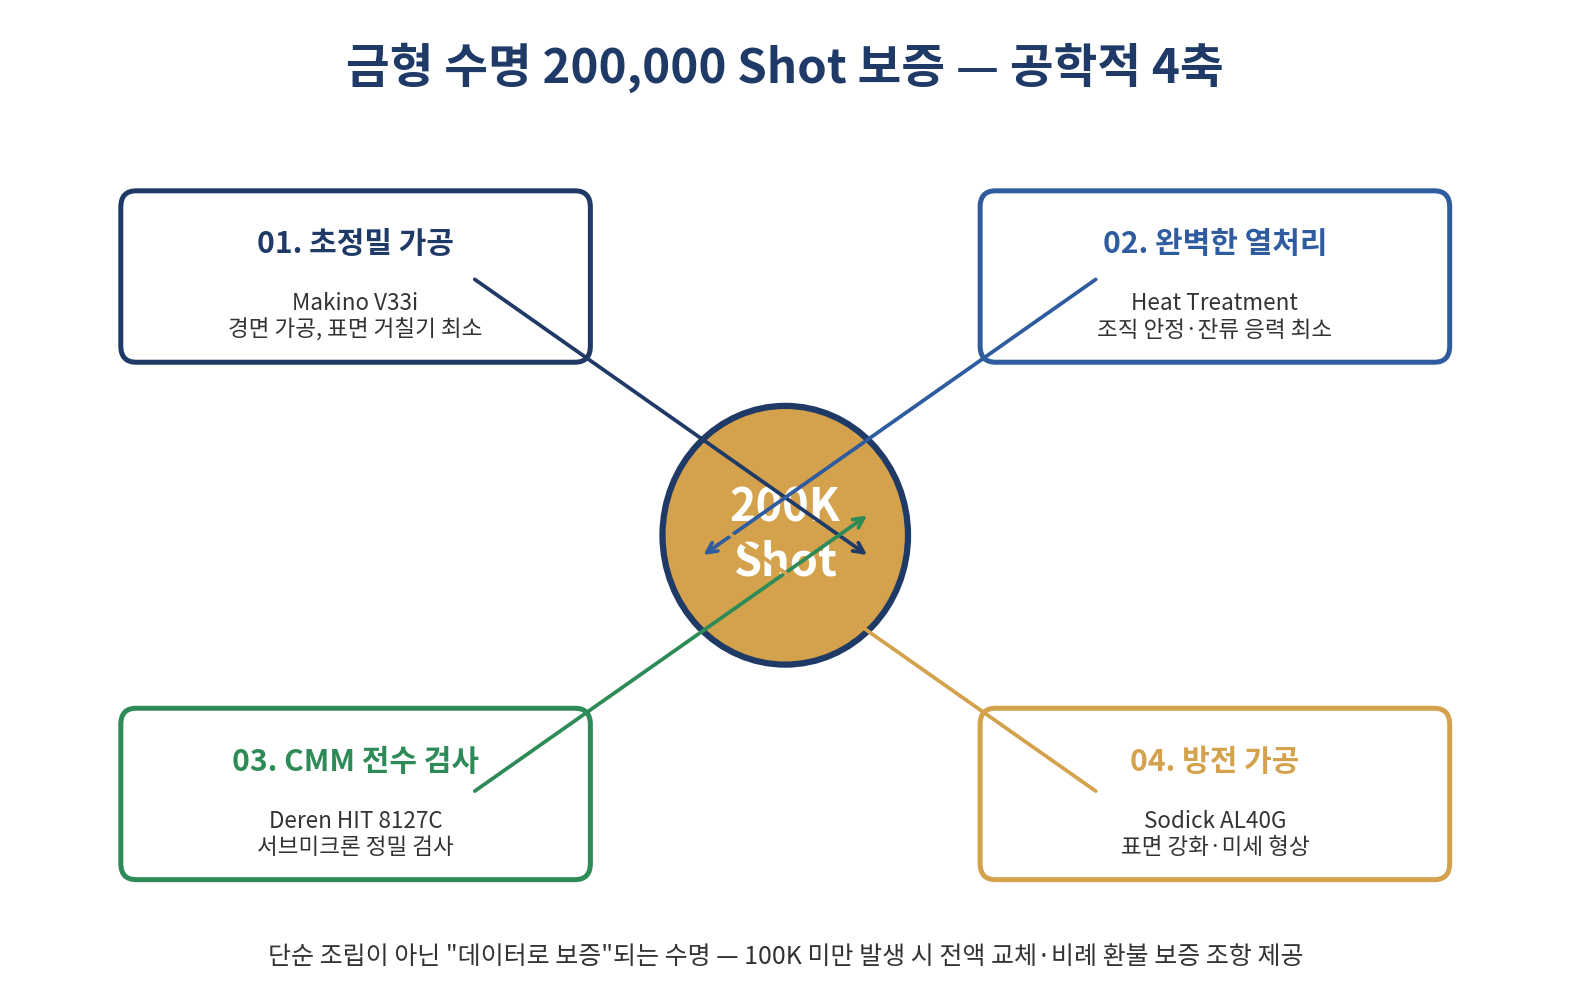 금형 수명 200,000 Shot 보증 — 공학적 4축
01. 초정밀 가공
Makino V33i
경면 가공, 표면 거칠기 최소
02. 완벽한 열처리
Heat Treatment
조직 안정·잔류 응력 최소
200K
Shot
03. CMM 전수 검사
Deren HIT 8127C
서브미크론 정밀 검사
04. 방전 가공
Sodick AL40G
표면 강화·미세 형상
단순 조립이 아닌 "데이터로 보증"되는 수명 — 100K 미만 발생 시 전액 교체·비례 환불 보증 조항 제공